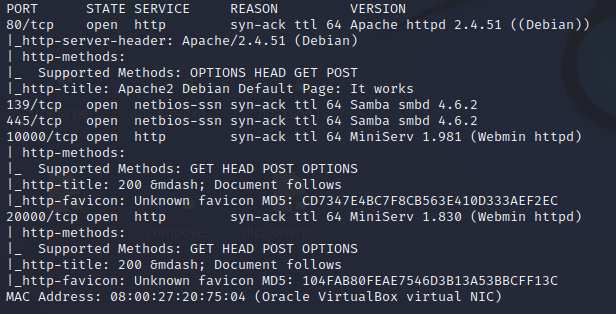 PORT      STATE SERVICE     REASON         VERSION
80/tcp    open  http        syn-ack ttl 64 Apache httpd 2.4.51 ((Debian))
|_http-server-header: Apache/2.4.51 (Debian)
| http-methods:
|_  Supported Methods: OPTIONS HEAD GET POST
|_http-title: Apache2 Debian Default Page: It works
139/tcp   open  netbios-ssn syn-ack ttl 64 Samba smbd 4.6.2
445/tcp   open  netbios-ssn syn-ack ttl 64 Samba smbd 4.6.2
10000/tcp open  http        syn-ack ttl 64 MiniServ 1.981 (Webmin httpd)
| http-methods:
|_  Supported Methods: GET HEAD POST OPTIONS
|_http-title: 200 &mdash; Document follows
|_http-favicon: Unknown favicon MD5: CD7347E4BC7F8CB563E410D333AEF2EC
20000/tcp open  http        syn-ack ttl 64 MiniServ 1.830 (Webmin httpd)
| http-methods:
compose diccionario...
|_  Supported Methods: GET HEAD POST OPTIONS
|_http-title: 200 &mdash; Document follows
|_http-favicon: Unknown favicon MD5: 104FAB80FEAE7546D3B13A53BBCFF13C
MAC Address: 08:00:27:20:75:04 (Oracle VirtualBox virtual NIC)